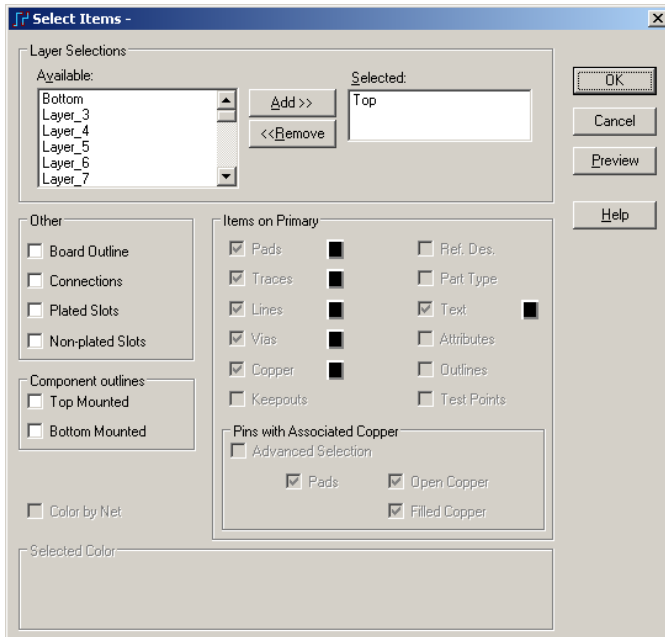 Select Items -
Layer Selections
Available:
Bottom
Layer_3
Layer_4
Layer_5
Layer_6
Layer_7
Add >>
<<Remove
Selected:
Top
OK
Cancel
Preview
Help
Other
Board Outline
Connections
Plated Slots
Non-plated Slots
Component outlines
Top Mounted
Bottom Mounted
Color by Net
Items on Primary
Pads
Traces
Lines
Vias
Copper
Keepouts
Ref. Des.
Part Type
Text
Attributes
Outlines
Test Points
Pins with Associated Copper
Advanced Selection
Pads
Open Copper
Filled Copper
Selected Color